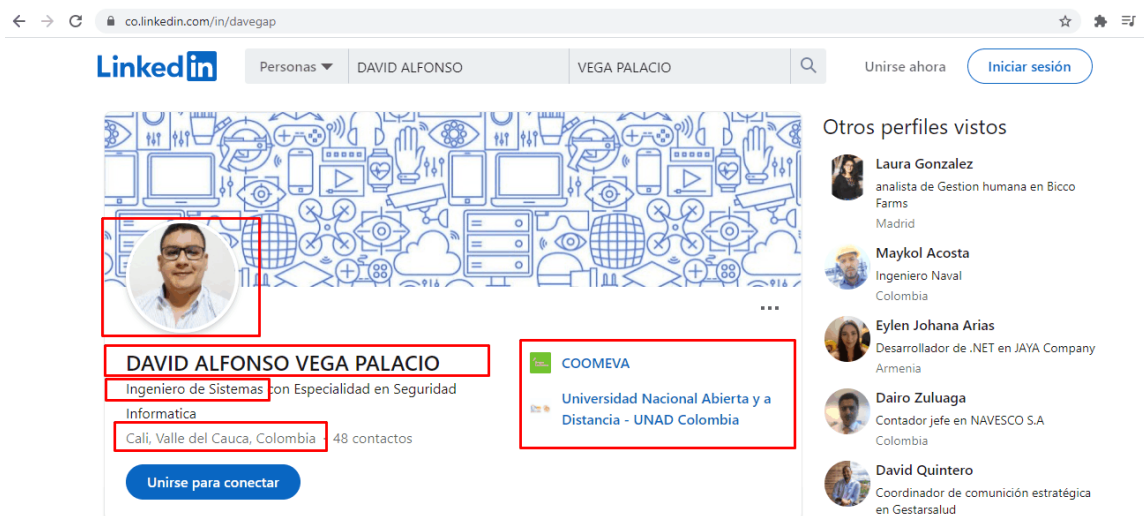 co.linkedin.com/in/davegap
Linked in
Personas
DAVID ALFONSO
VEGA PALACIO
Unirse ahora
Iniciar sesión
DAVID ALFONSO VEGA PALACIO
Ingeniero de Sistemas con Especialidad en Seguridad
Informatica
Cali, Valle del Cauca, Colombia · 48 contactos
Unirse para conectar
COOMEVA
Universidad Nacional Abierta y a
Distancia - UNAD Colombia
Otros perfiles vistos
Laura Gonzalez
analista de Gestion humana en Bicco
Farms
Madrid
Maykol Acosta
Ingeniero Naval
Colombia
Eylen Johana Arias
Desarrollador de .NET en JAYA Company
Armenia
Dairo Zuluaga
Contador jefe en NAVESCO S.A
Colombia
David Quintero
Coordinador de comunición estratégica
en Gestarsalud